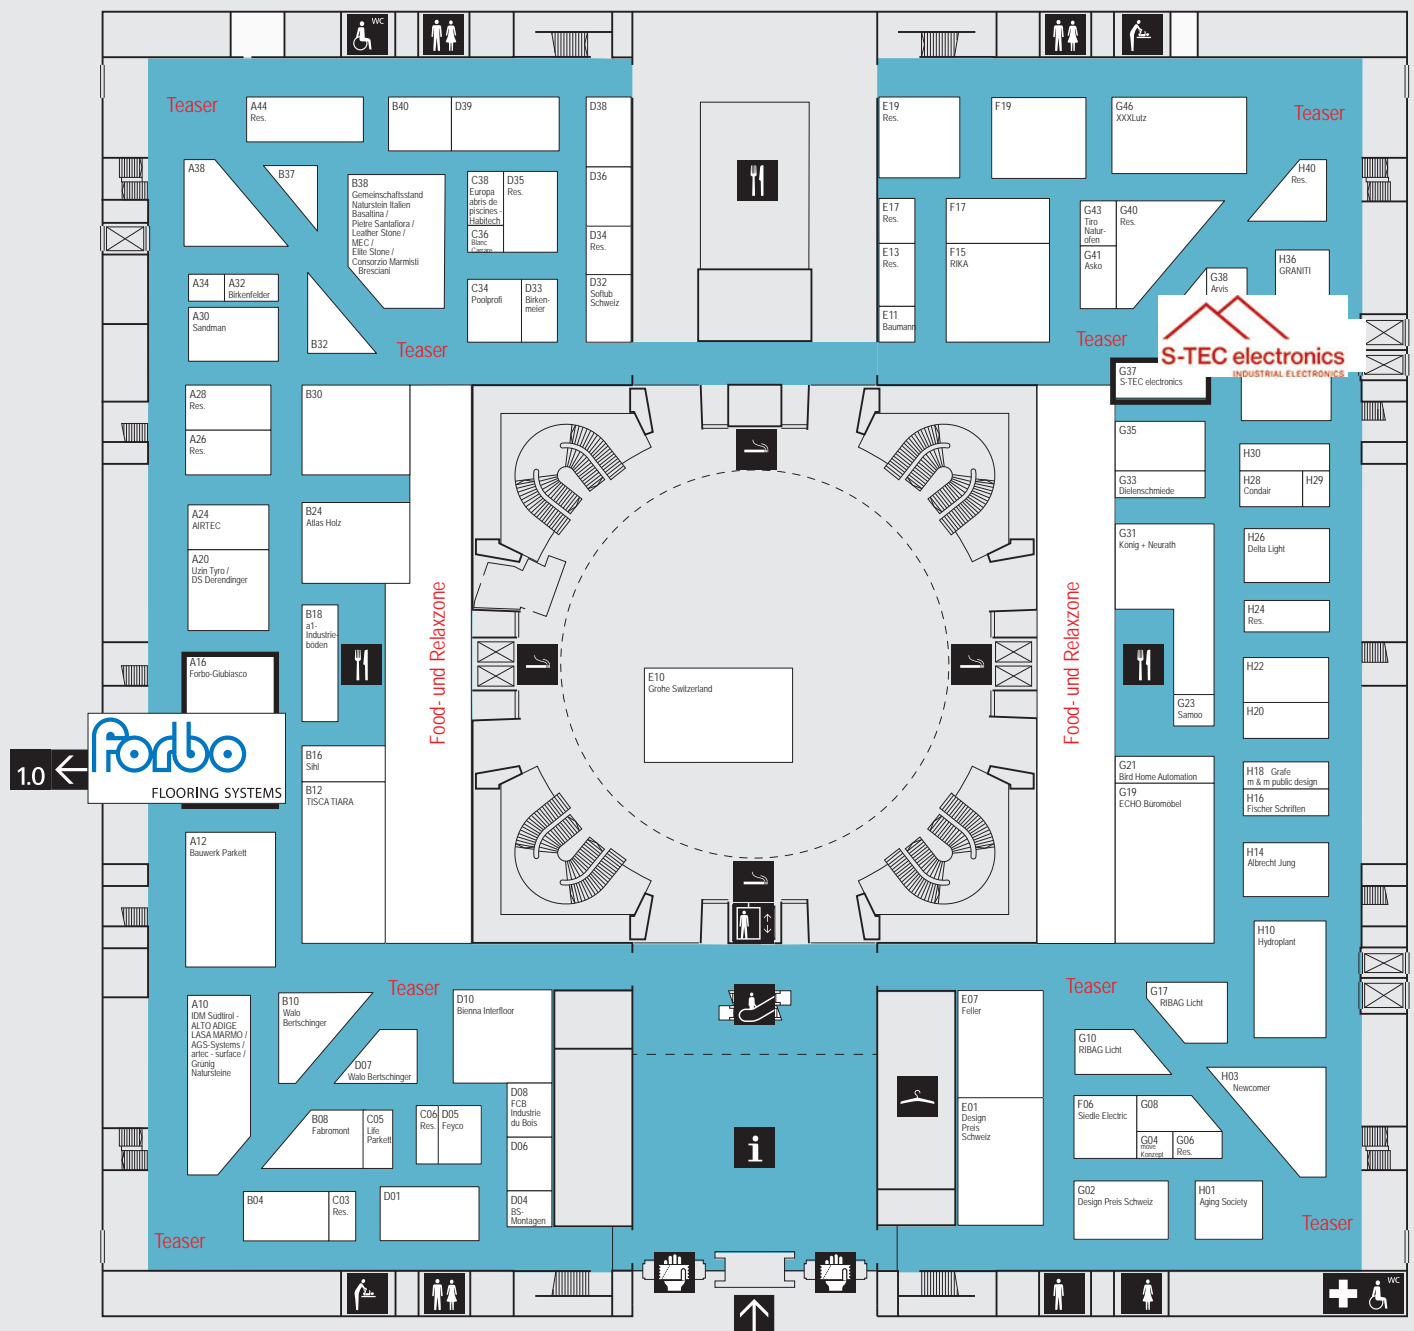 WC
Teaser
A44
Res.
B40
D39
D38
E19
Res.
F19
G46
XXXLutz
Teaser
A38
B37
B38
Gemeinschaftsstand
Naturstein Italien
Basaltina /
Pietre Santafiora /
Leather Stone /
MEC /
Elite Stone /
Consorzio Marmisti
Bresciani
C38
Europa
abris de
piscines -
Habitech
C36
Blanc
Carrare
D35
Res.
D36
D34
Res.
D32
Softub
Schweiz
E17
Res.
E13
Res.
E11
Baumann
F17
F15
RIKA
G43
Tiro
Natur-
ofen
G41
Asko
G40
Res.
H40
Res.
H36
GRANITI
G38
Arvis
A34
A32
Birkenfelder
A30
Sandman
B32
C34
Poolprofi
D33
Birken-
meier
Teaser
Teaser
S-TEC electronics
INDUSTRIAL ELECTRONICS
G37
S-TEC electronics
A28
Res.
A26
Res.
B30
G35
G33
Dielenschmiede
H30
H28
Condair
H29
A24
AIRTEC
A20
Uzin Tyro /
DS Derendinger
B24
Atlas Holz
G31
König + Neurath
H26
Delta Light
H24
Res.
B18
a1-
Industrie-
böden
Food- und Relaxzone
Food- und Relaxzone
A16
Forbo-Giubiasco
E10
Grohe Switzerland
H22
H20
G23
Samoo
1.0
forbo
FLOORING SYSTEMS
B16
Sihl
B12
TISCA TIARA
G21
Bird Home Automation
G19
ECHO Büromöbel
H18 Grafe
m & m public design
H16
Fischer Schriften
A12
Bauwerk Parkett
H14
Albrecht Jung
H10
Hydroplant
Teaser
Teaser
A10
IDM Südtirol -
ALTO ADIGE
LASA MARMO /
AGS-Systems /
artec - surface /
Grünig
Natursteine
B10
Walo
Bertschinger
D07
Walo Bertschinger
D10
Bienna Interfloor
E07
Feller
G17
RIBAG Licht
G10
RIBAG Licht
H03
Newcomer
B08
Fabromont
C05
Life
Parkett
C06
Res.
D05
Feyco
D08
FCB
Industrie
du Bois
D06
D04
BS-
Montagen
E01
Design
Preis
Schweiz
F06
Siedle Electric
G08
G04
move
Konzept
G06
Res.
i
B04
C03
Res.
D01
G02
Design Preis Schweiz
H01
Aging Society
Teaser
Teaser
WC